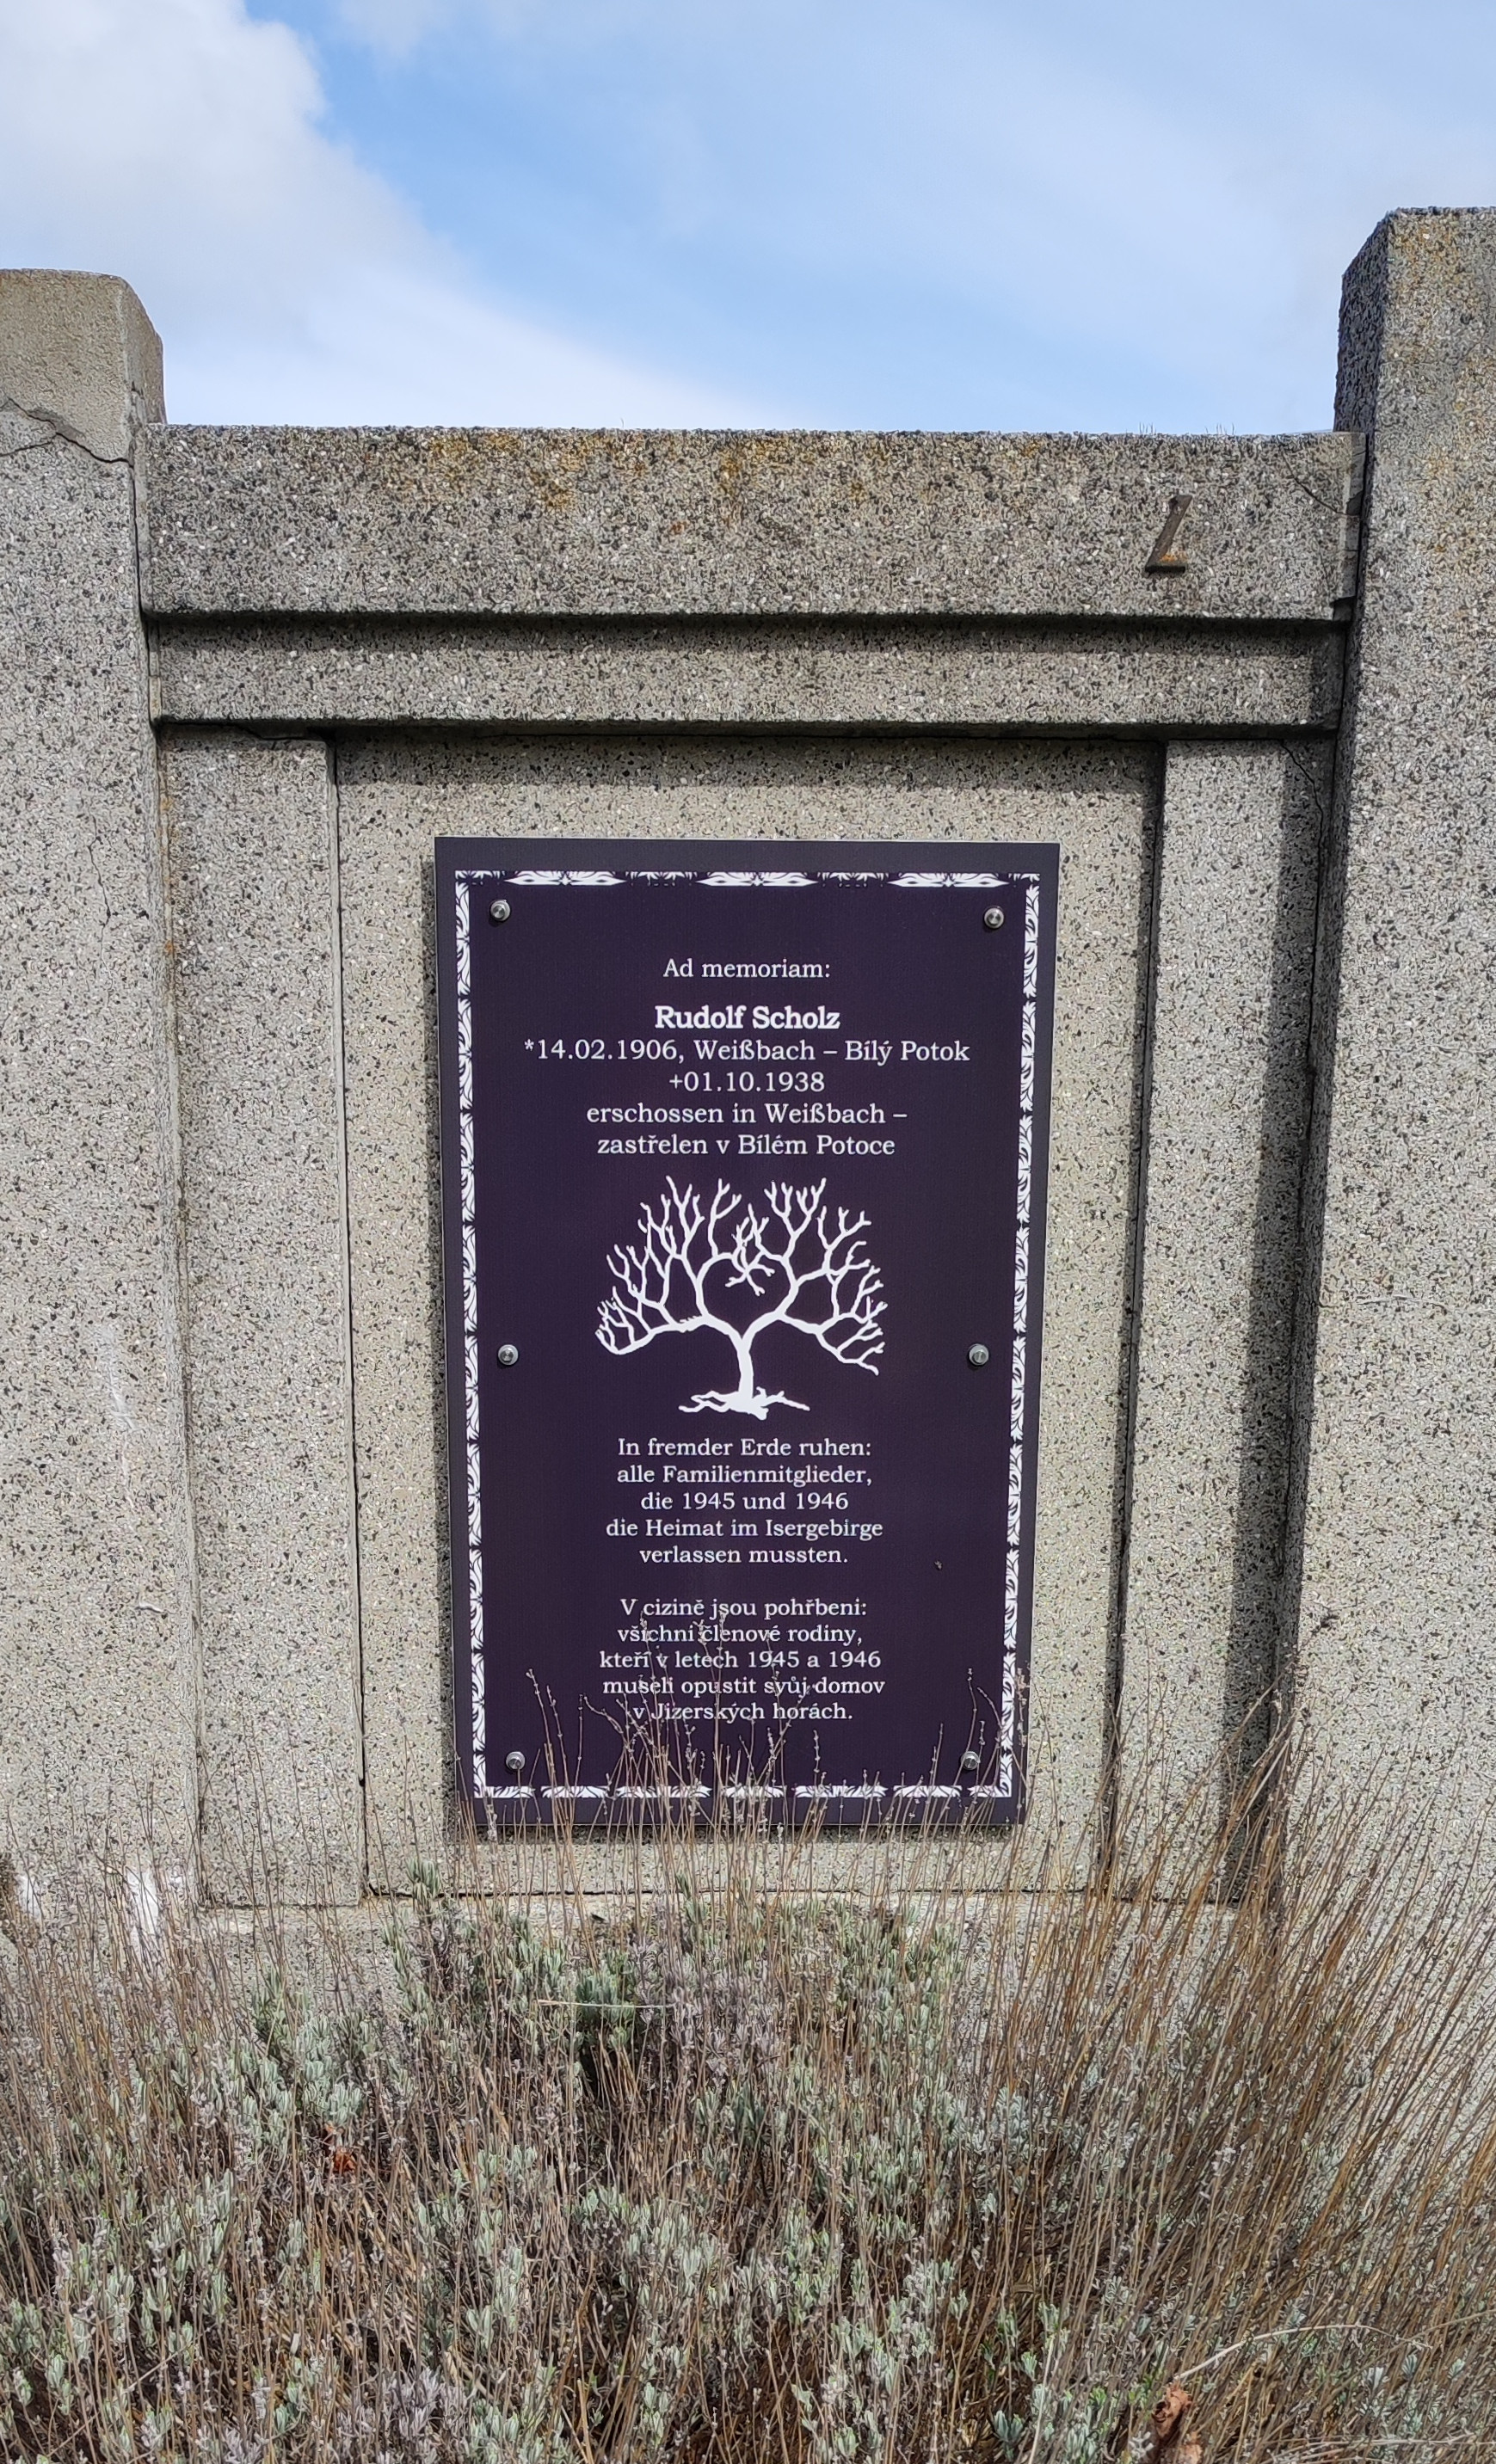 Ad memoriam:
Rudolf Scholz
*14.02.1906, Weißbach – Bílý Potok
+01.10.1938
erschossen in Weißbach –
zastřelen v Bílém Potoce
In fremder Erde ruhen:
alle Familienmitglieder,
die 1945 und 1946
die Heimat im Isergebirge
verlassen mussten.
V cizině jsou pohřbeni:
všichni členové rodiny,
kteří v letech 1945 a 1946
museli opustit svůj domov
v Jizerských horách.